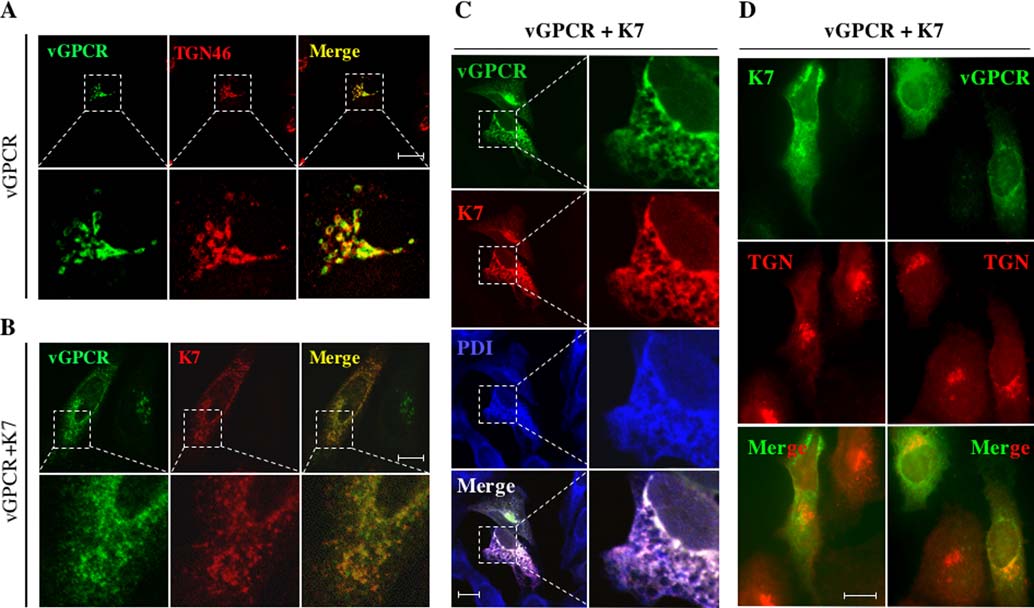 A
vGPCR
vGPCR
TGN46
Merge
B
vGPCR+K7
vGPCR
K7
Merge
C
vGPCR + K7
vGPCR
K7
PDI
Merge
D
vGPCR + K7
K7
vGPCR
TGN
TGN
Merge
Merge